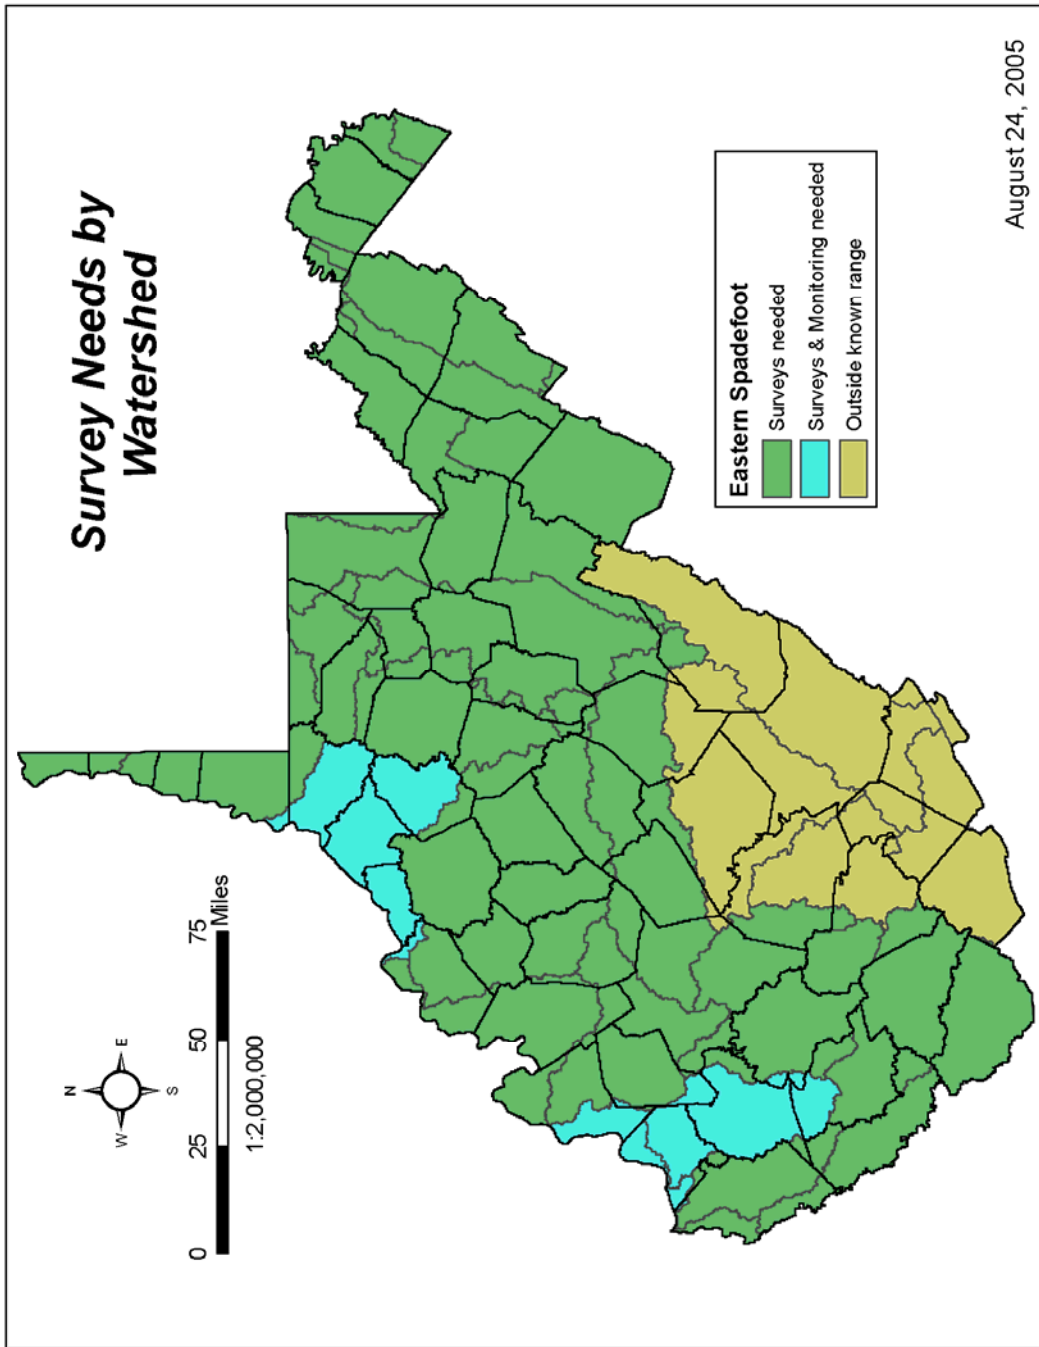 Survey Needs by
Watershed
N
W
E
S
0
25
50
75
Miles
1:2,000,000
Eastern Spadefoot
Surveys needed
Surveys & Monitoring needed
Outside known range
August 24, 2005